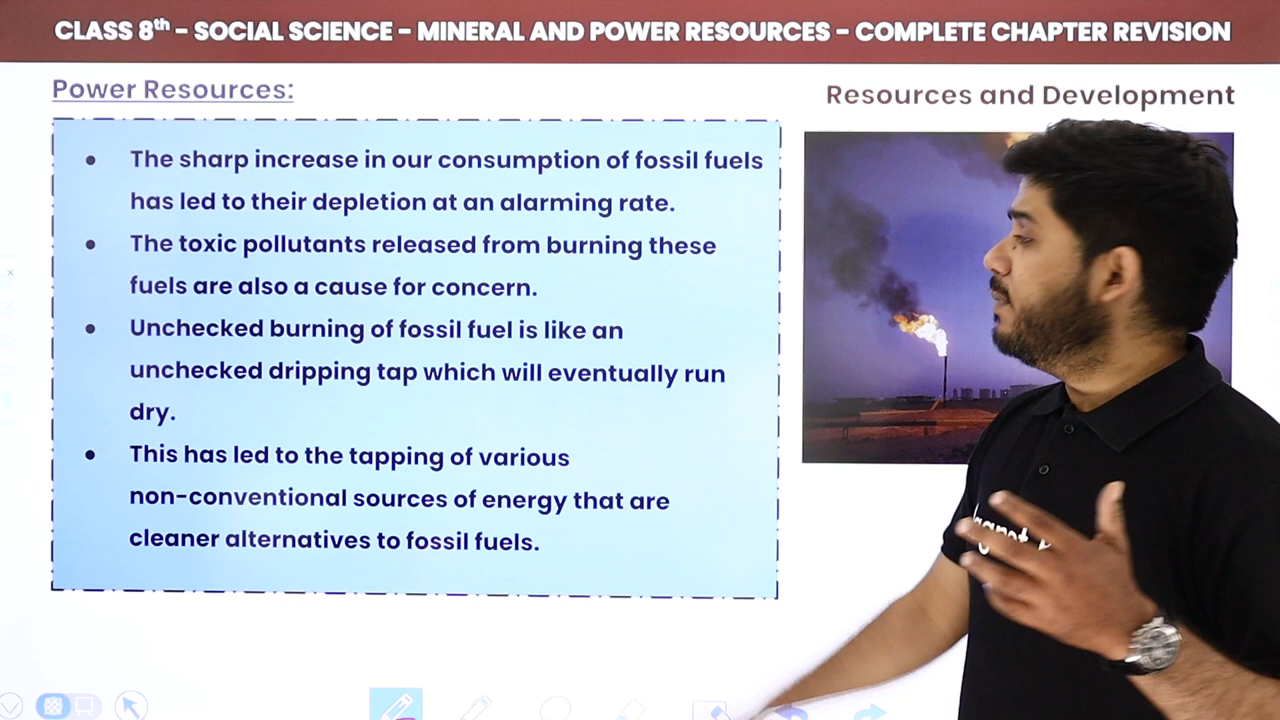 CLASS 8th – SOCIAL SCIENCE – MINERAL AND POWER RESOURCES – COMPLETE CHAPTER REVISION
Power Resources:
Resources and Development
• The sharp increase in our consumption of fossil fuels
has led to their depletion at an alarming rate.
• The toxic pollutants released from burning these
fuels are also a cause for concern.
• Unchecked burning of fossil fuel is like an
unchecked dripping tap which will eventually run
dry.
• This has led to the tapping of various
non-conventional sources of energy that are
cleaner alternatives to fossil fuels.